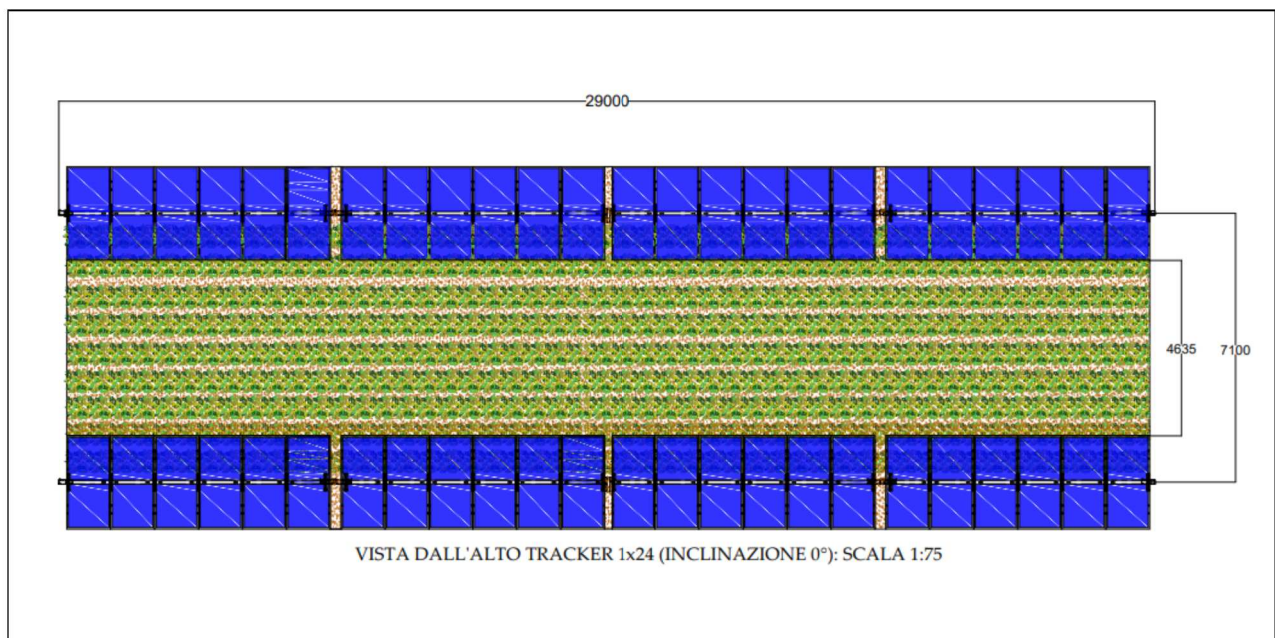 29000
4635
7100
VISTA DALL'ALTO TRACKER 1x24 (INCLINAZIONE 0°): SCALA 1:75